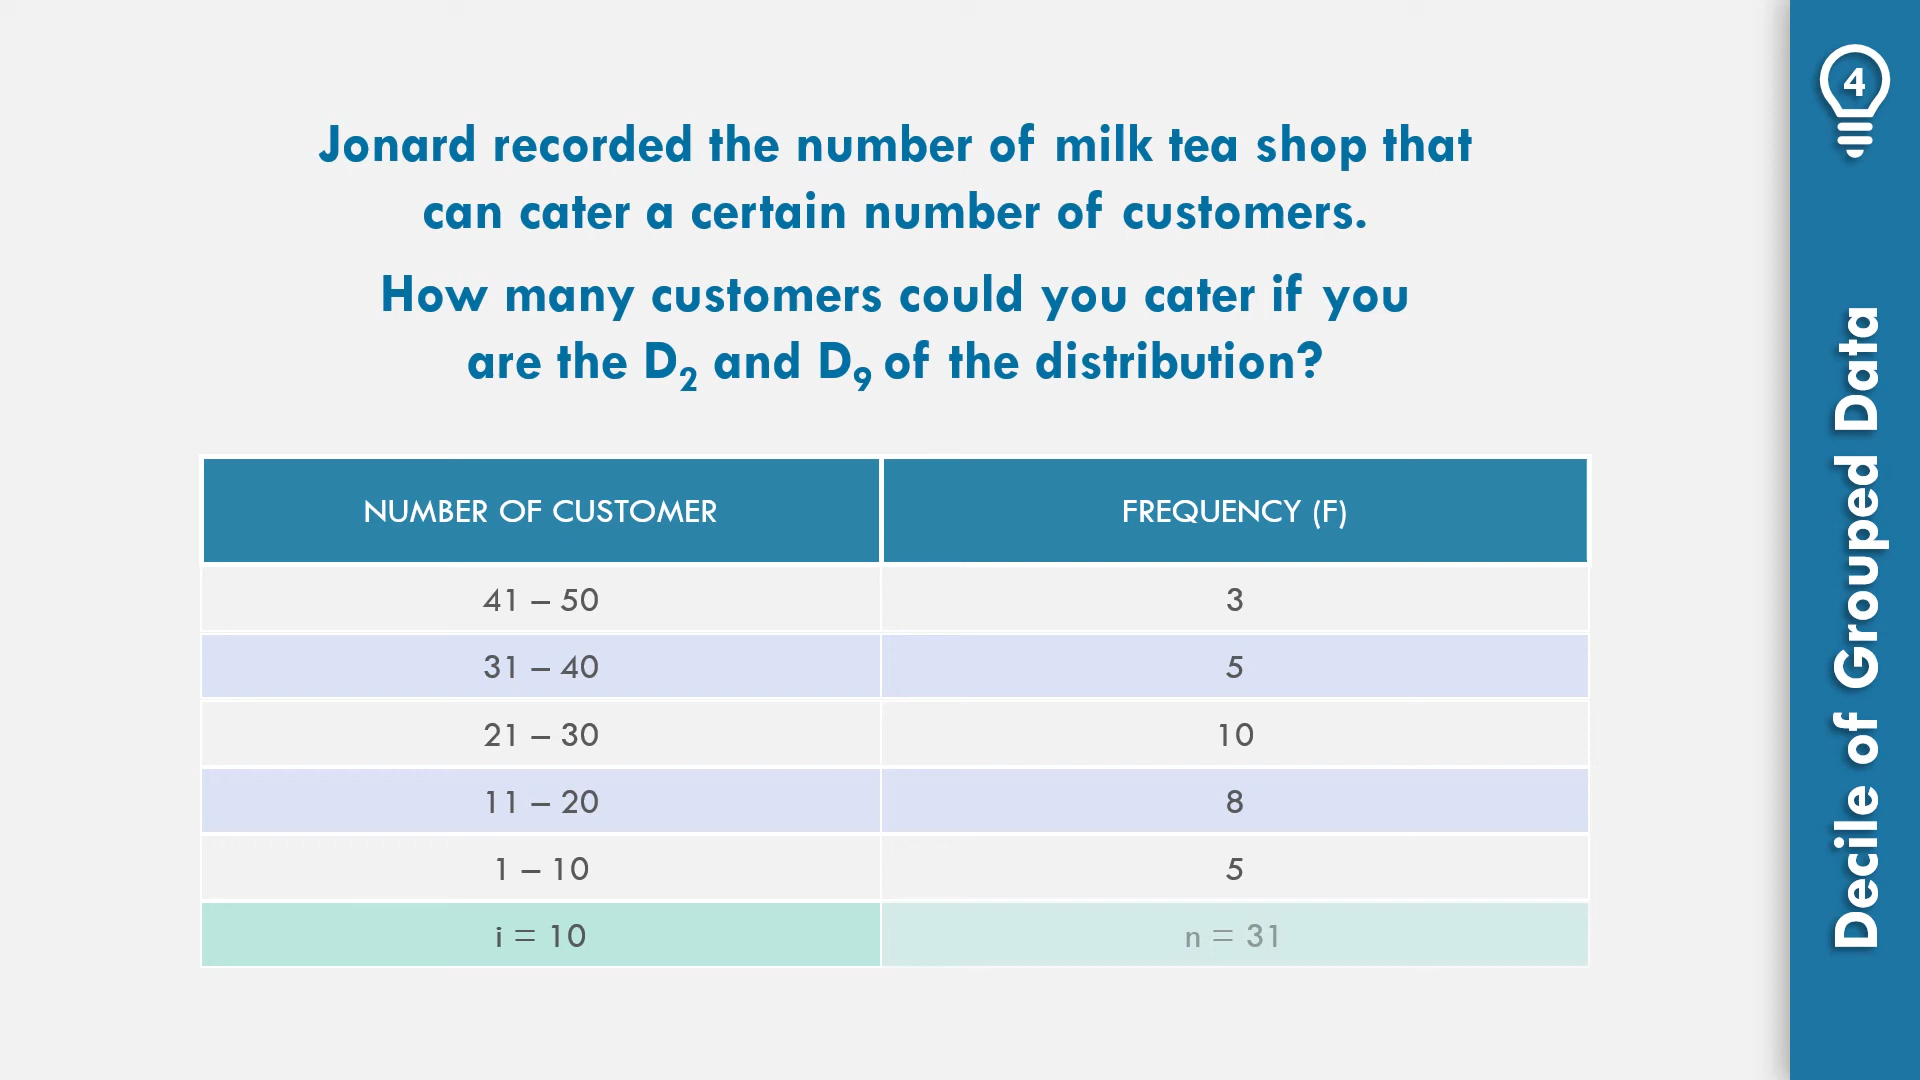 Jonard recorded the number of milk tea shop that
can cater a certain number of customers.
How many customers could you cater if you
are the D₂ and D₉ of the distribution?
NUMBER OF CUSTOMER FREQUENCY (F)
41 – 50 3
31 – 40 5
21 – 30 10
11 – 20 8
1 – 10 5
i = 10 n = 31
4
Decile of Grouped Data